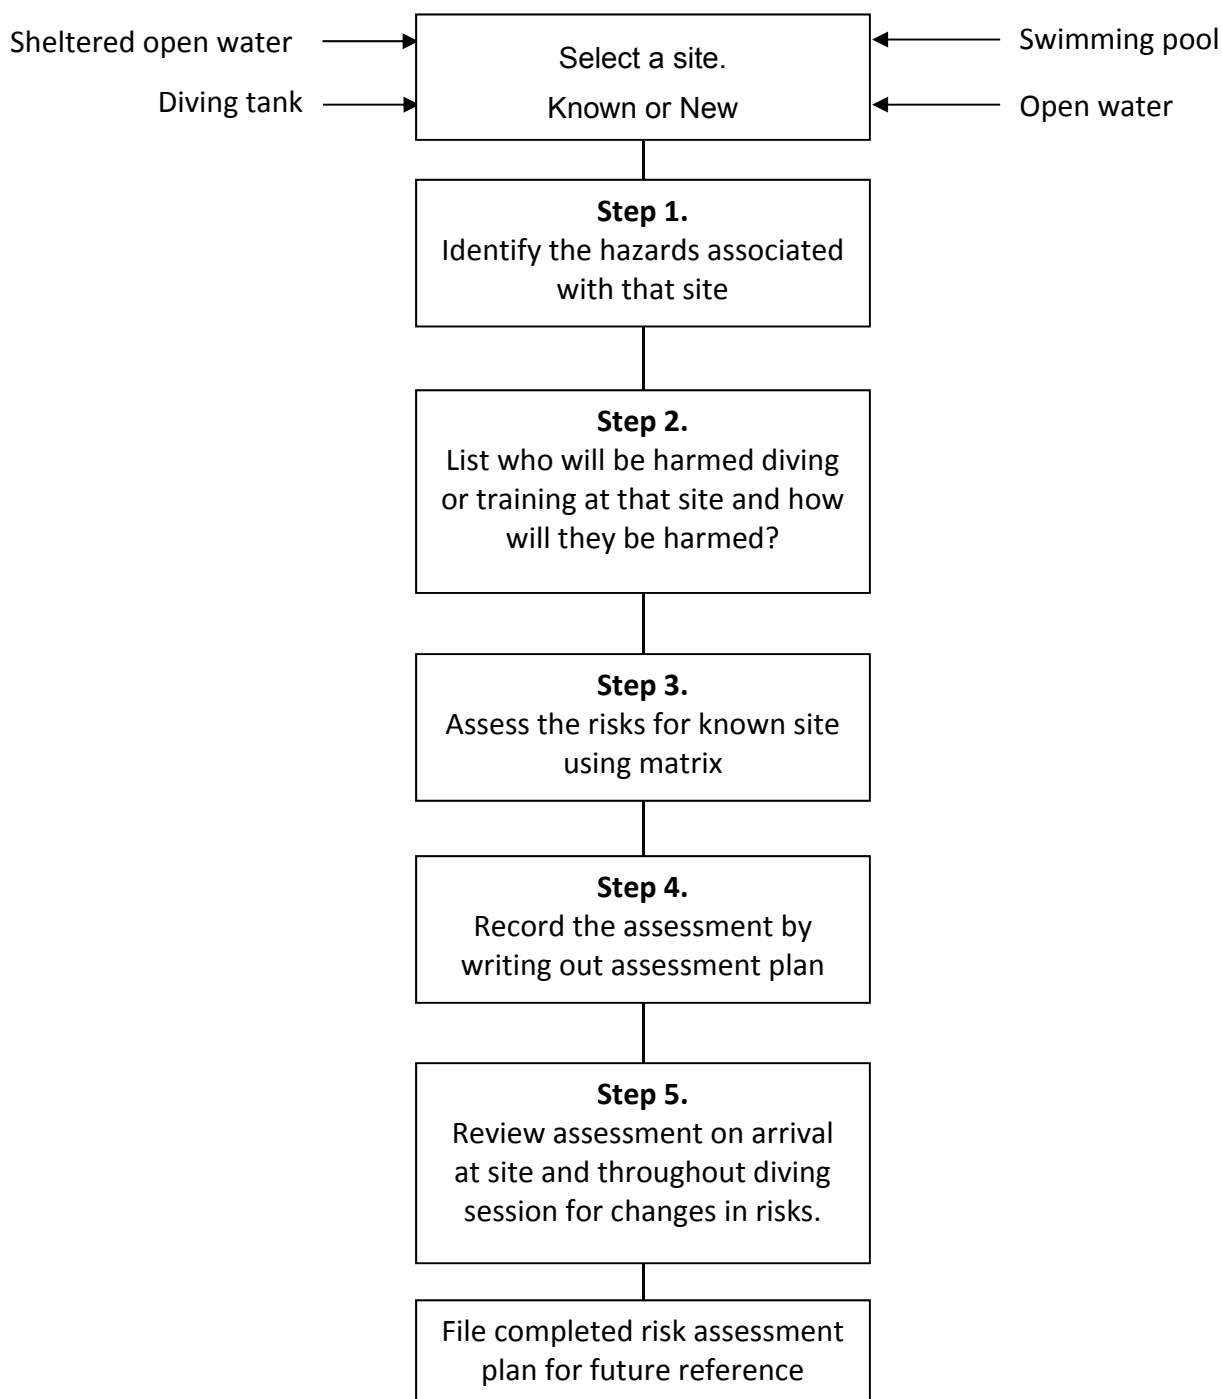 Sheltered open water
Diving tank
Select a site.
Known or New
Swimming pool
Open water
Step 1.
Identify the hazards associated
with that site
Step 2.
List who will be harmed diving
or training at that site and how
will they be harmed?
Step 3.
Assess the risks for known site
using matrix
Step 4.
Record the assessment by
writing out assessment plan
Step 5.
Review assessment on arrival
at site and throughout diving
session for changes in risks.
File completed risk assessment
plan for future reference